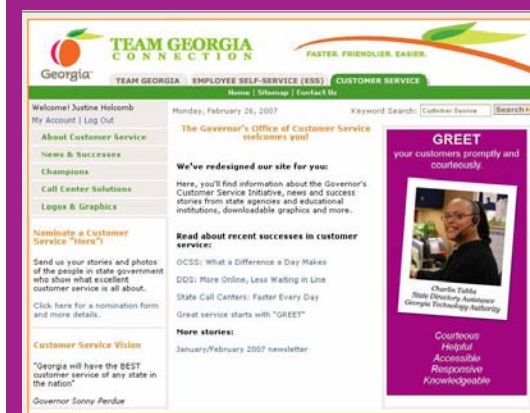 TEAM GEORGIA
CONNECTION
FASTER. FRIENDLIER. EASIER.
Georgia
TEAM GEORGIA
EMPLOYEE SELF-SERVICE (ESS)
CUSTOMER SERVICE
Home | Sitemap | Contact Us
Welcome! Justine Holcomb
My Account | Log Out
About Customer Service
News & Successes
Champions
Call Center Solutions
Logos & Graphics
Nominate a Customer
Service "Hero"!
Send us your stories and photos
of the people in state government
who show what excellent
customer service is all about.
Click here for a nomination form
and more details.
Customer Service Vision
"Georgia will have the BEST
customer service of any state in
the nation"
Governor Sonny Perdue
Monday, February 26, 2007
Keyword Search: Customer Service Search
The Governor's Office of Customer Service
welcomes you!
We've redesigned our site for you:
Here, you'll find information about the Governor's
Customer Service Initiative, news and success
stories from state agencies and educational
institutions, downloadable graphics and more.
Read about recent successes in customer
service:
OCSS: What a Difference a Day Makes
DDS: More Online, Less Waiting in Line
State Call Centers: Faster Every Day
Great service starts with "GREET"
More stories:
January/February 2007 newsletter
GREET
your customers promptly and
courteously.
Charlin Tubbs
State Directory Assistance
Georgia Technology Authority
Courteous
Helpful
Accessible
Responsive
Knowledgeable